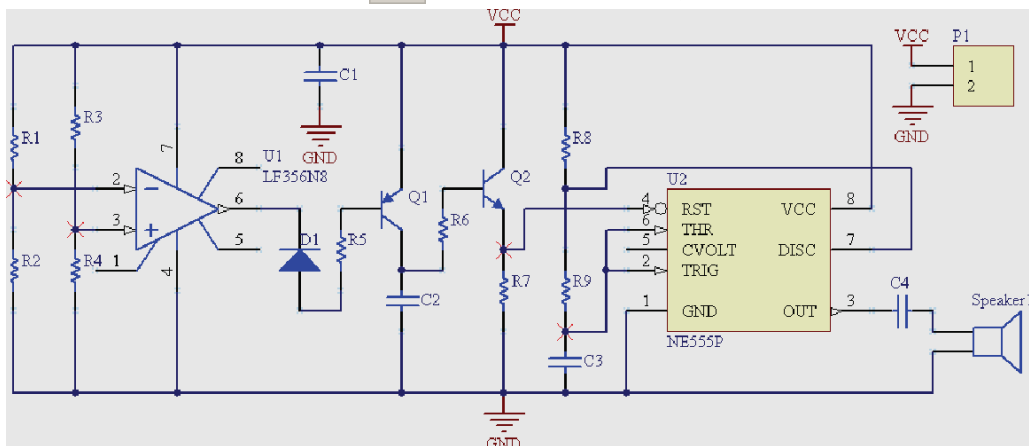 VCC
VCC
P1
1
2
GND
C1
GND
R1
R3
7
8
U1
LF356N8
2
−
6
3
+
5
R2
R4
1
4
D1
R5
Q1
C2
R6
Q2
R7
R8
R9
C3
U2
4
RST
VCC
8
6
THR
5
CVOLT
DISC
7
2
TRIG
1
GND
OUT
3
NE555P
C4
Speaker1
GND